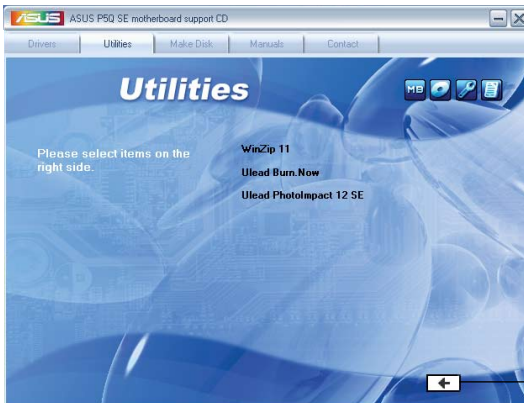 ASUS ASUS P5Q SE motherboard support CD
Drivers Utilities Make Disk Manuals Contact
Utilities
MB
Please select items on the
right side.
WinZip 11
Ulead Burn.Now
Ulead PhotoImpact 12 SE